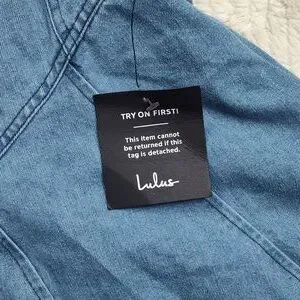 TRY ON FIRST!
This item cannot
be returned if this
tag is detached.
Lulus